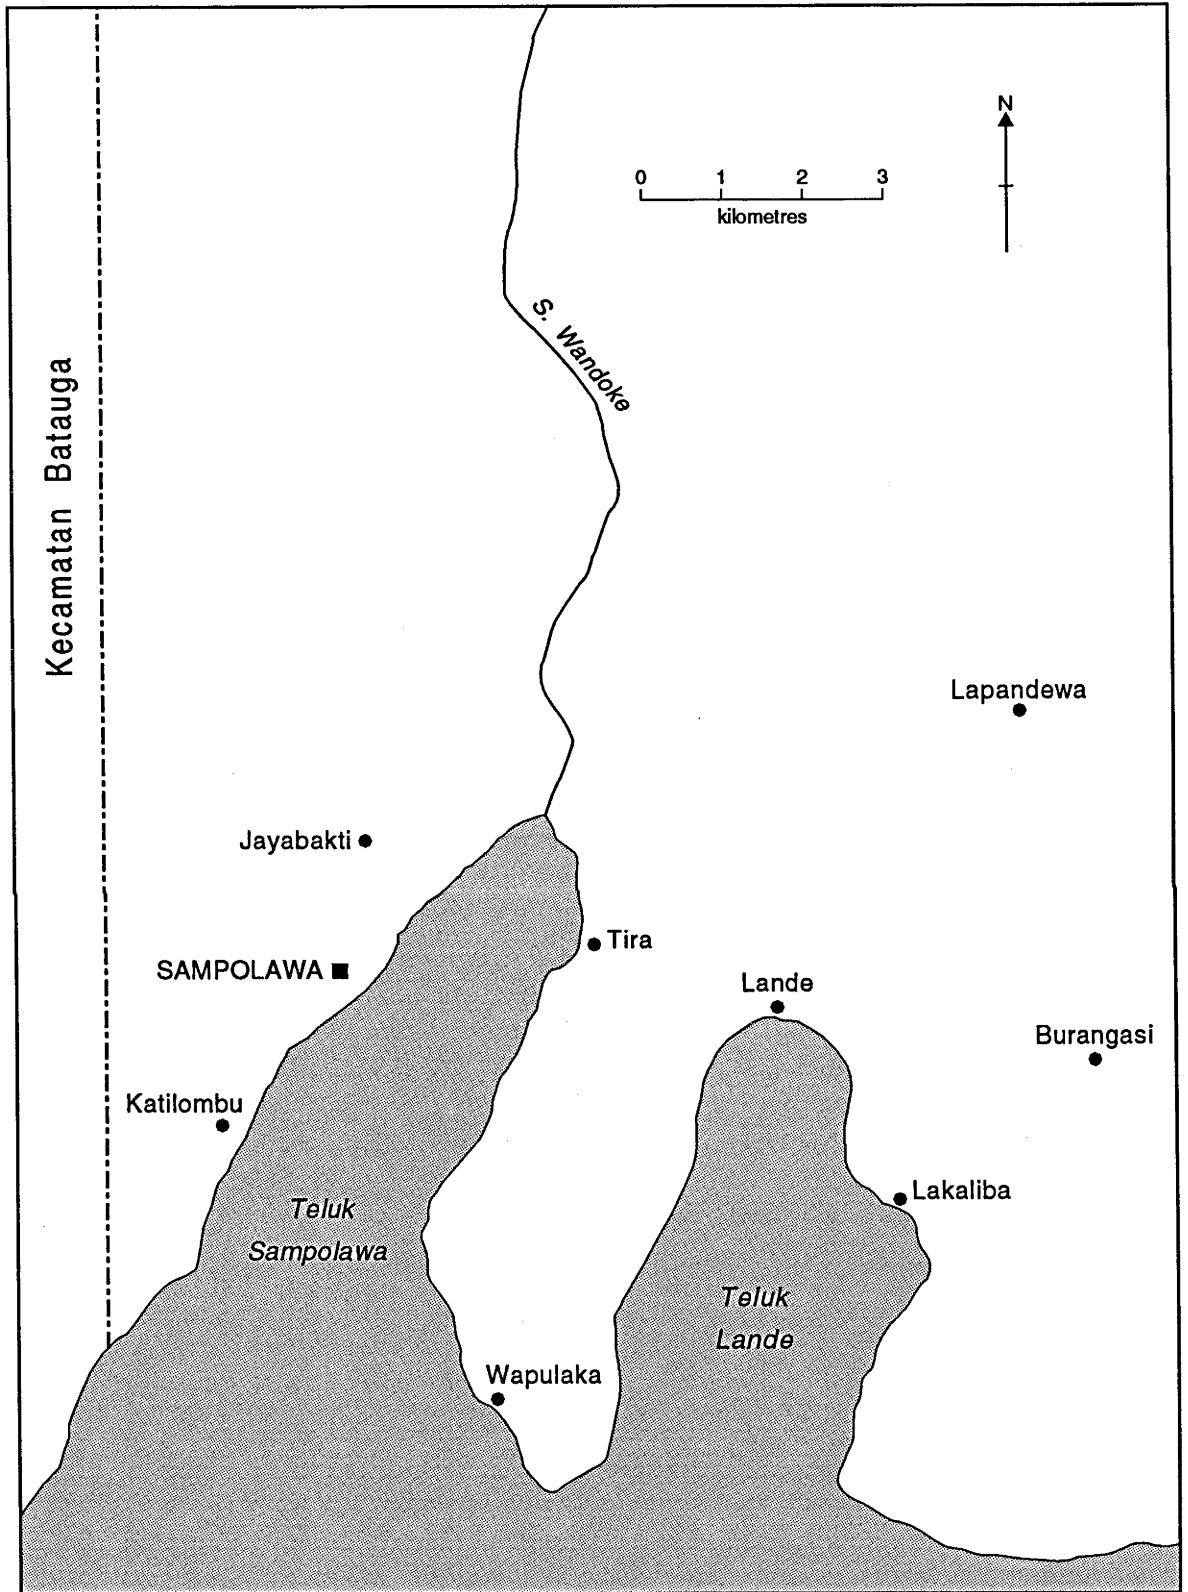 N
0 1 2 3
kilometres
S. Wandoke
Kecamatan Batauga
Lapandewa
Jayabakti
Tira
SAMPOLAWA
Lande
Burangasi
Katilombu
Lakaliba
Teluk
Sampolawa
Teluk
Lande
Wapulaka